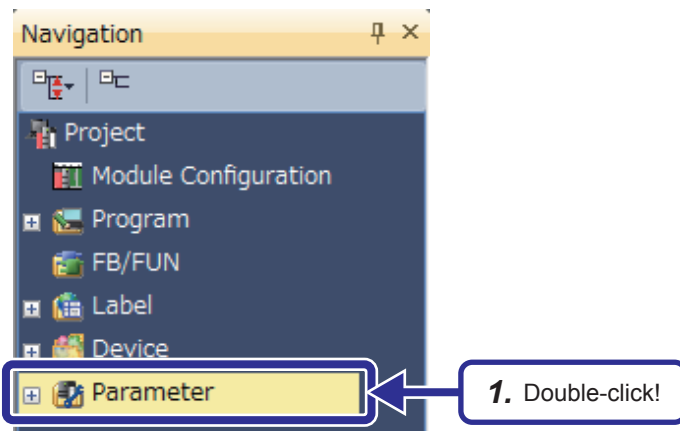 Navigation
Project
Module Configuration
Program
FB/FUN
Label
Device
Parameter
1. Double-click!